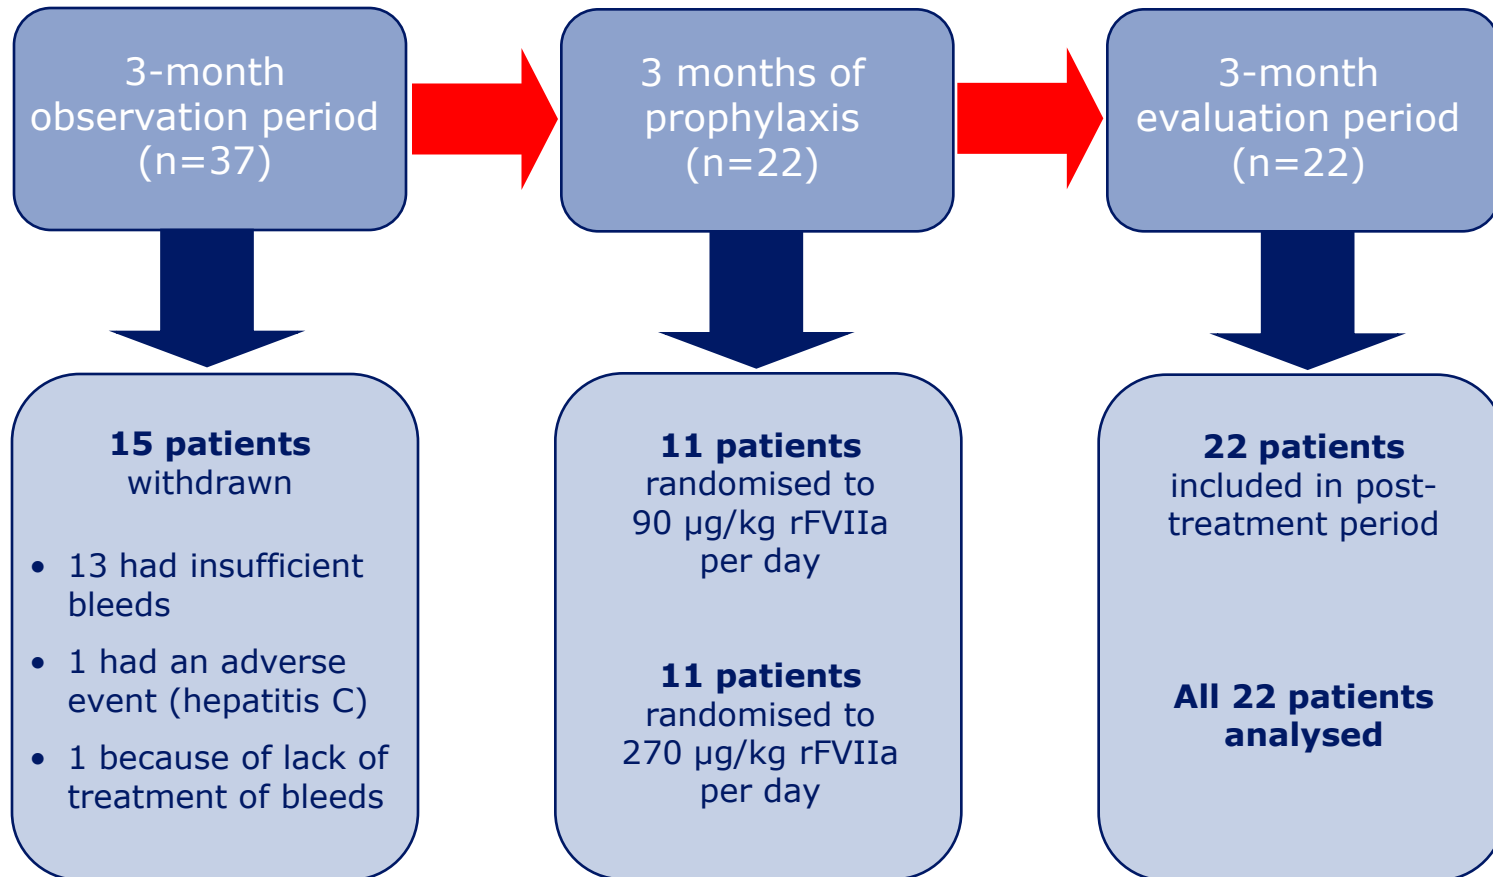 3-month
observation period
(n=37)
3 months of
prophylaxis
(n=22)
3-month
evaluation period
(n=22)
15 patients
withdrawn
• 13 had insufficient
bleeds
• 1 had an adverse
event (hepatitis C)
• 1 because of lack of
treatment of bleeds
11 patients
randomised to
90 µg/kg rFVIIa
per day
11 patients
randomised to
270 µg/kg rFVIIa
per day
22 patients
included in post-
treatment period
All 22 patients
analysed